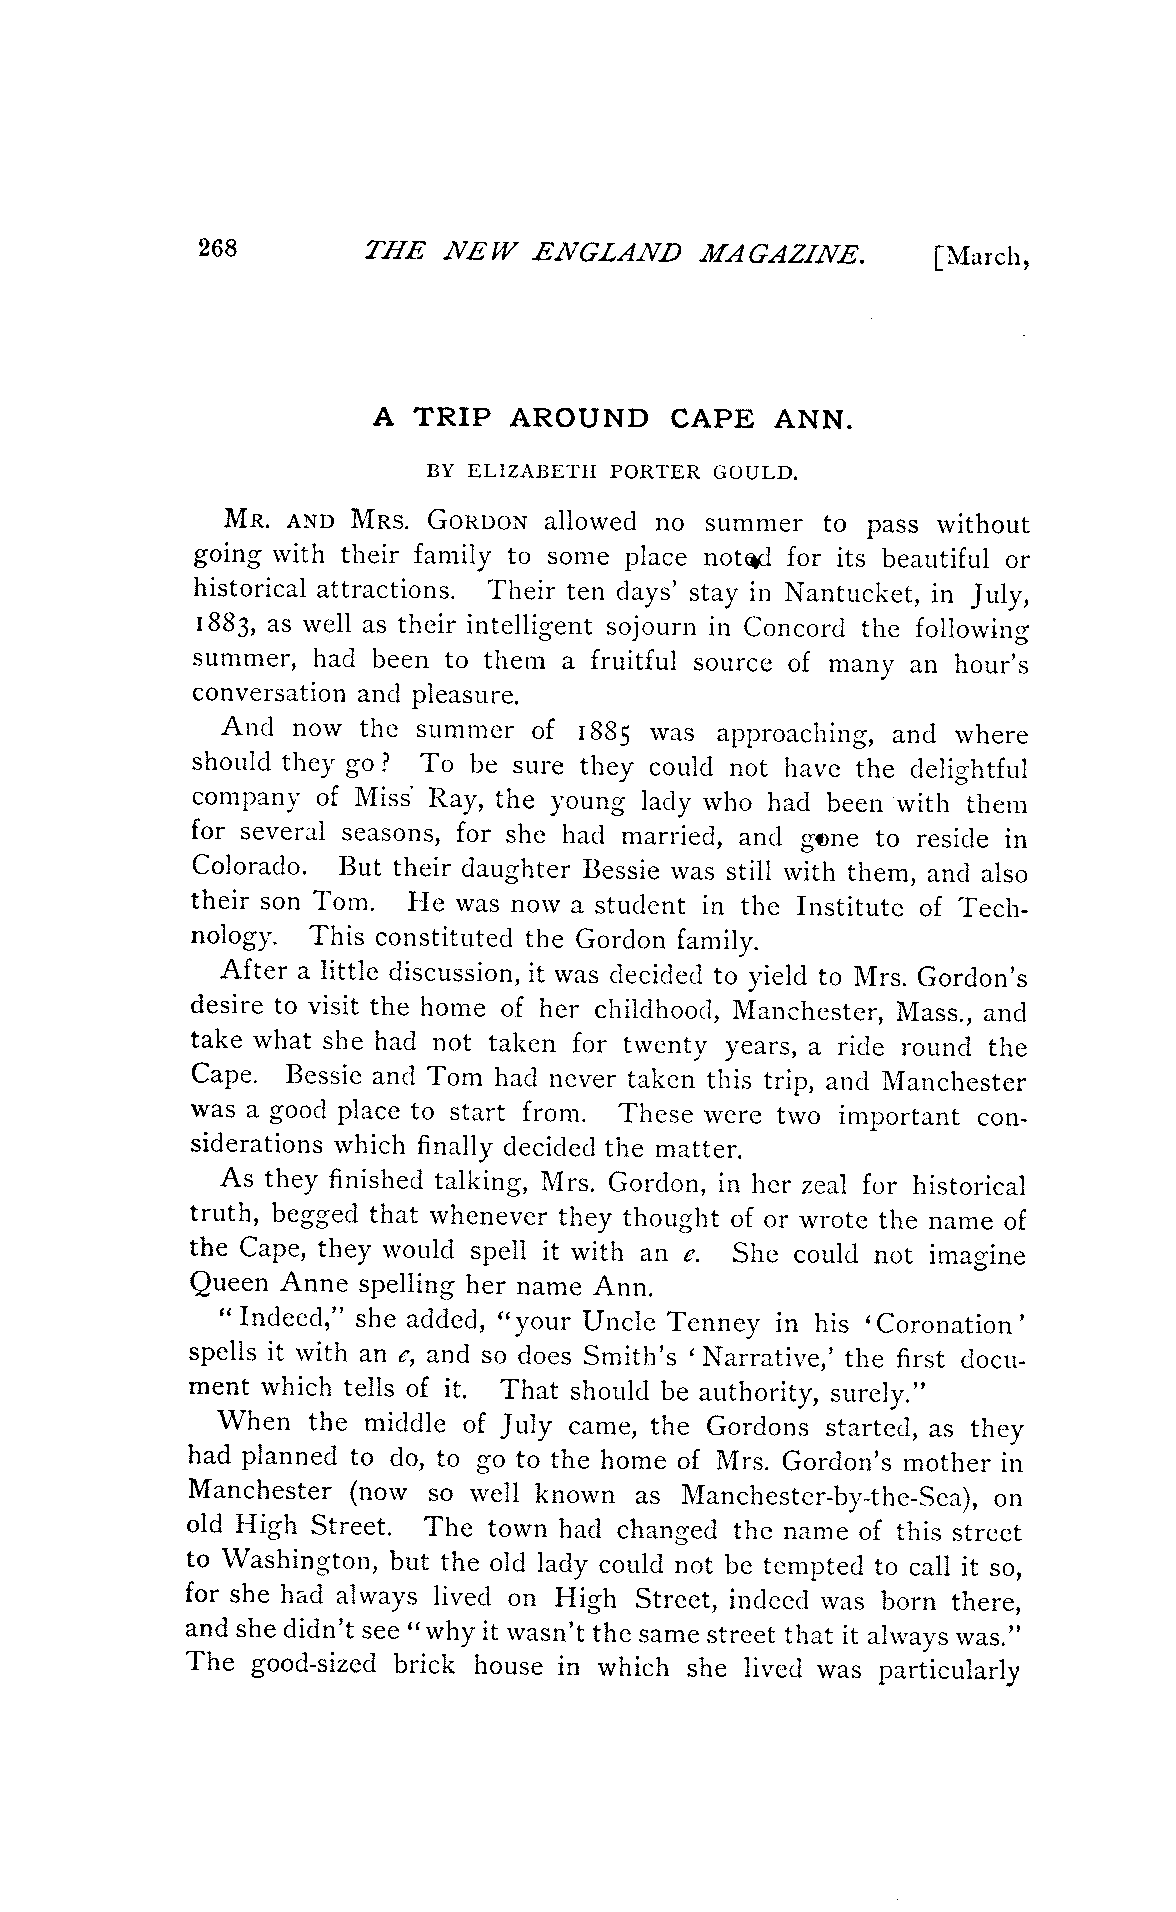 268 THE NEW ENGLAND MAGAZINE. [March,
A TRIP AROUND CAPE ANN.
BY ELIZABETH PORTER GOULD.
MR. AND MRS. GORDON allowed no summer to pass without
going with their family to some place noted for its beautiful or
historical attractions. Their ten days' stay in Nantucket, in July,
1883, as well as their intelligent sojourn in Concord the following
summer, had been to them a fruitful source of many an hour's
conversation and pleasure.
And now the summer of 1885 was approaching, and where
should they go? To be sure they could not have the delightful
company of Miss Ray, the young lady who had been with them
for several seasons, for she had married, and gone to reside in
Colorado. But their daughter Bessie was still with them, and also
their son Tom. He was now a student in the Institute of Tech-
nology. This constituted the Gordon family.
After a little discussion, it was decided to yield to Mrs. Gordon's
desire to visit the home of her childhood, Manchester, Mass., and
take what she had not taken for twenty years, a ride round the
Cape. Bessie and Tom had never taken this trip, and Manchester
was a good place to start from. These were two important con-
siderations which finally decided the matter.
As they finished talking, Mrs. Gordon, in her zeal for historical
truth, begged that whenever they thought of or wrote the name of
the Cape, they would spell it with an e. She could not imagine
Queen Anne spelling her name Ann.
"Indeed," she added, "your Uncle Tenney in his 'Coronation'
spells it with an e, and so does Smith's 'Narrative,' the first docu-
ment which tells of it. That should be authority, surely."
When the middle of July came, the Gordons started, as they
had planned to do, to go to the home of Mrs. Gordon's mother in
Manchester (now so well known as Manchester-by-the-Sea), on
old High Street. The town had changed the name of this street
to Washington, but the old lady could not be tempted to call it so,
for she had always lived on High Street, indeed was born there,
and she didn't see "why it wasn't the same street that it always was."
The good-sized brick house in which she lived was particularly